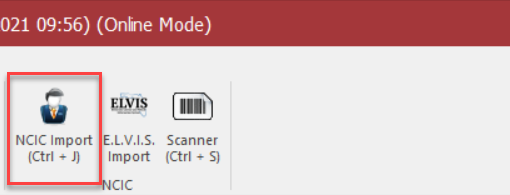 021 09:56) (Online Mode)
ELVIS
NCIC Import E.L.V.I.S. Scanner
(Ctrl + J) Import (Ctrl + S)
NCIC